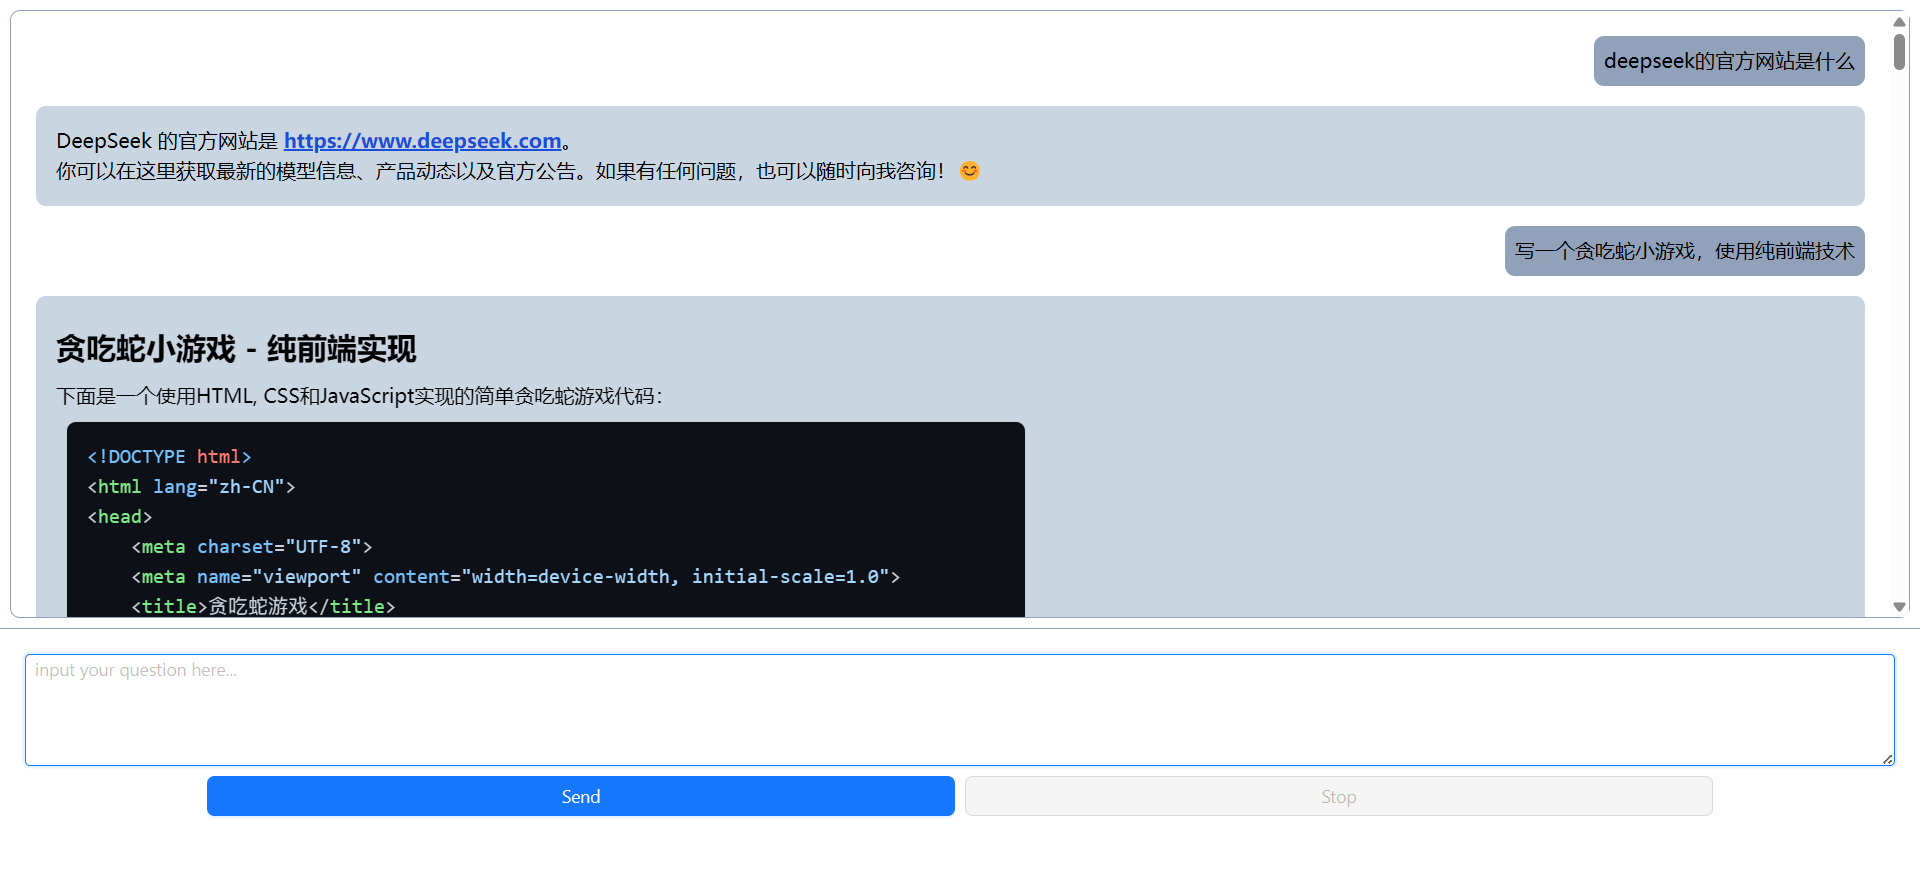 deepseek的官方网站是什么
DeepSeek 的官方网站是 https://www.deepseek.com。
你可以在这里获取最新的模型信息、产品动态以及官方公告。如果有任何问题，也可以随时向我咨询！😊
写一个贪吃蛇小游戏，使用纯前端技术
贪吃蛇小游戏 - 纯前端实现
下面是一个使用HTML, CSS和JavaScript实现的简单贪吃蛇游戏代码：
<!DOCTYPE html>
<html lang="zh-CN">
<head>
    <meta charset="UTF-8">
    <meta name="viewport" content="width=device-width, initial-scale=1.0">
    <title>贪吃蛇游戏</title>
input your question here...
Send
Stop